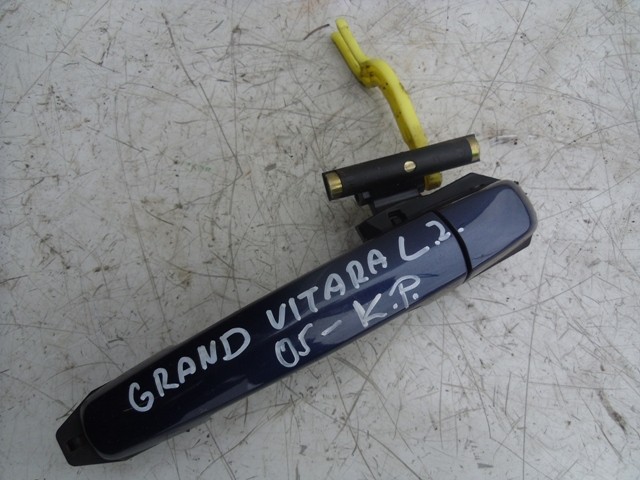 GRAND VITARA L.Z.
05- K.P.